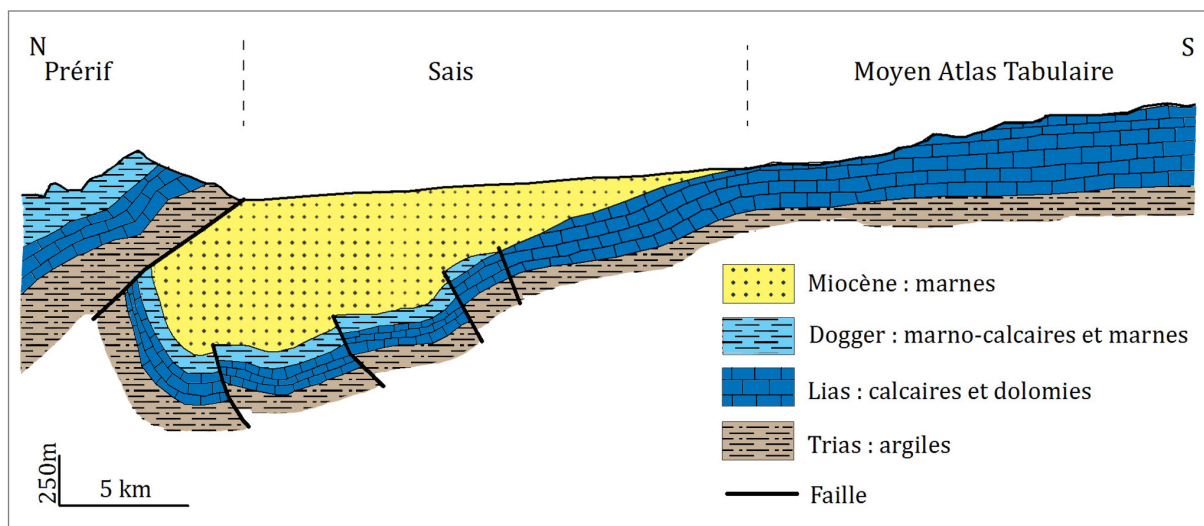 N
S
Prérif
Sais
Moyen Atlas Tabulaire
Miocène : marnes
Dogger : marno-calcaires et marnes
Lias : calcaires et dolomies
Trias : argiles
Faille
250m
5 km